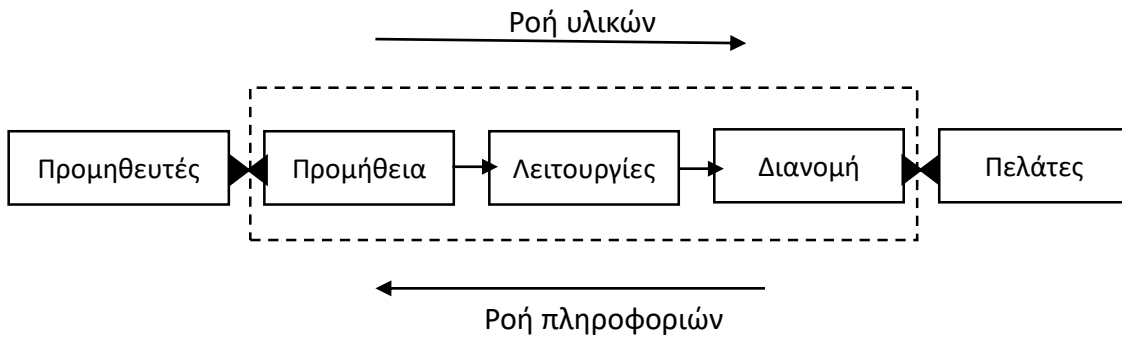 Ροή υλικών
Προμηθευτές
Προμήθεια
Λειτουργίες
Διανομή
Πελάτες
Ροή πληροφοριών